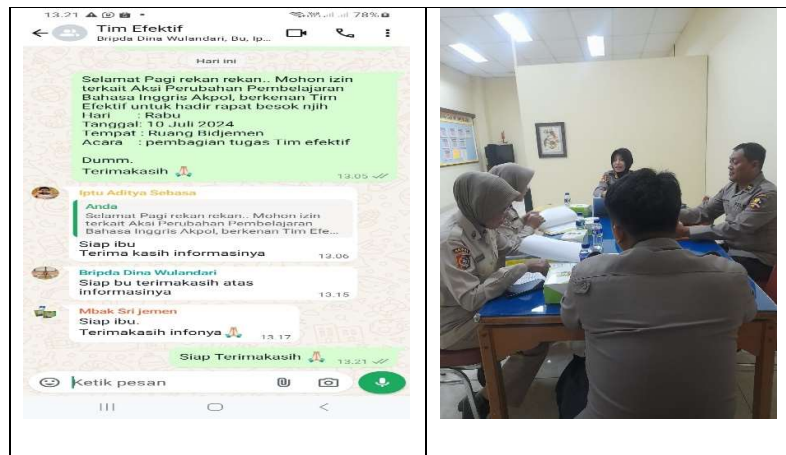 13.21
78%
Tim Efektif
Bripda Dina Wulandari, Bu, Ip...
Hari ini
Selamat Pagi rekan rekan.. Mohon izin
terkait Aksi Perubahan Pembelajaran
Bahasa Inggris Akpol, berkenan Tim
Efektif untuk hadir rapat besok njih
Hari : Rabu
Tanggal: 10 Juli 2024
Tempat : Ruang Bidjemen
Acara : pembagian tugas Tim efektif
Dumm.
Terimakasih 🙏
13.05
Iptu Aditya Sebasa
Anda
Selamat Pagi rekan rekan.. Mohon izin
terkait Aksi Perubahan Pembelajaran
Bahasa Inggris Akpol, berkenan Tim Efe...
Siap ibu
Terima kasih informasinya 13.06
Bripda Dina Wulandari
Siap bu terimakasih atas
informasinya 13.15
Mbak Sri jemen
Siap ibu.
Terimakasih infonya 🙏 13.17
Siap Terimakasih 🙏 13.21
Ketik pesan